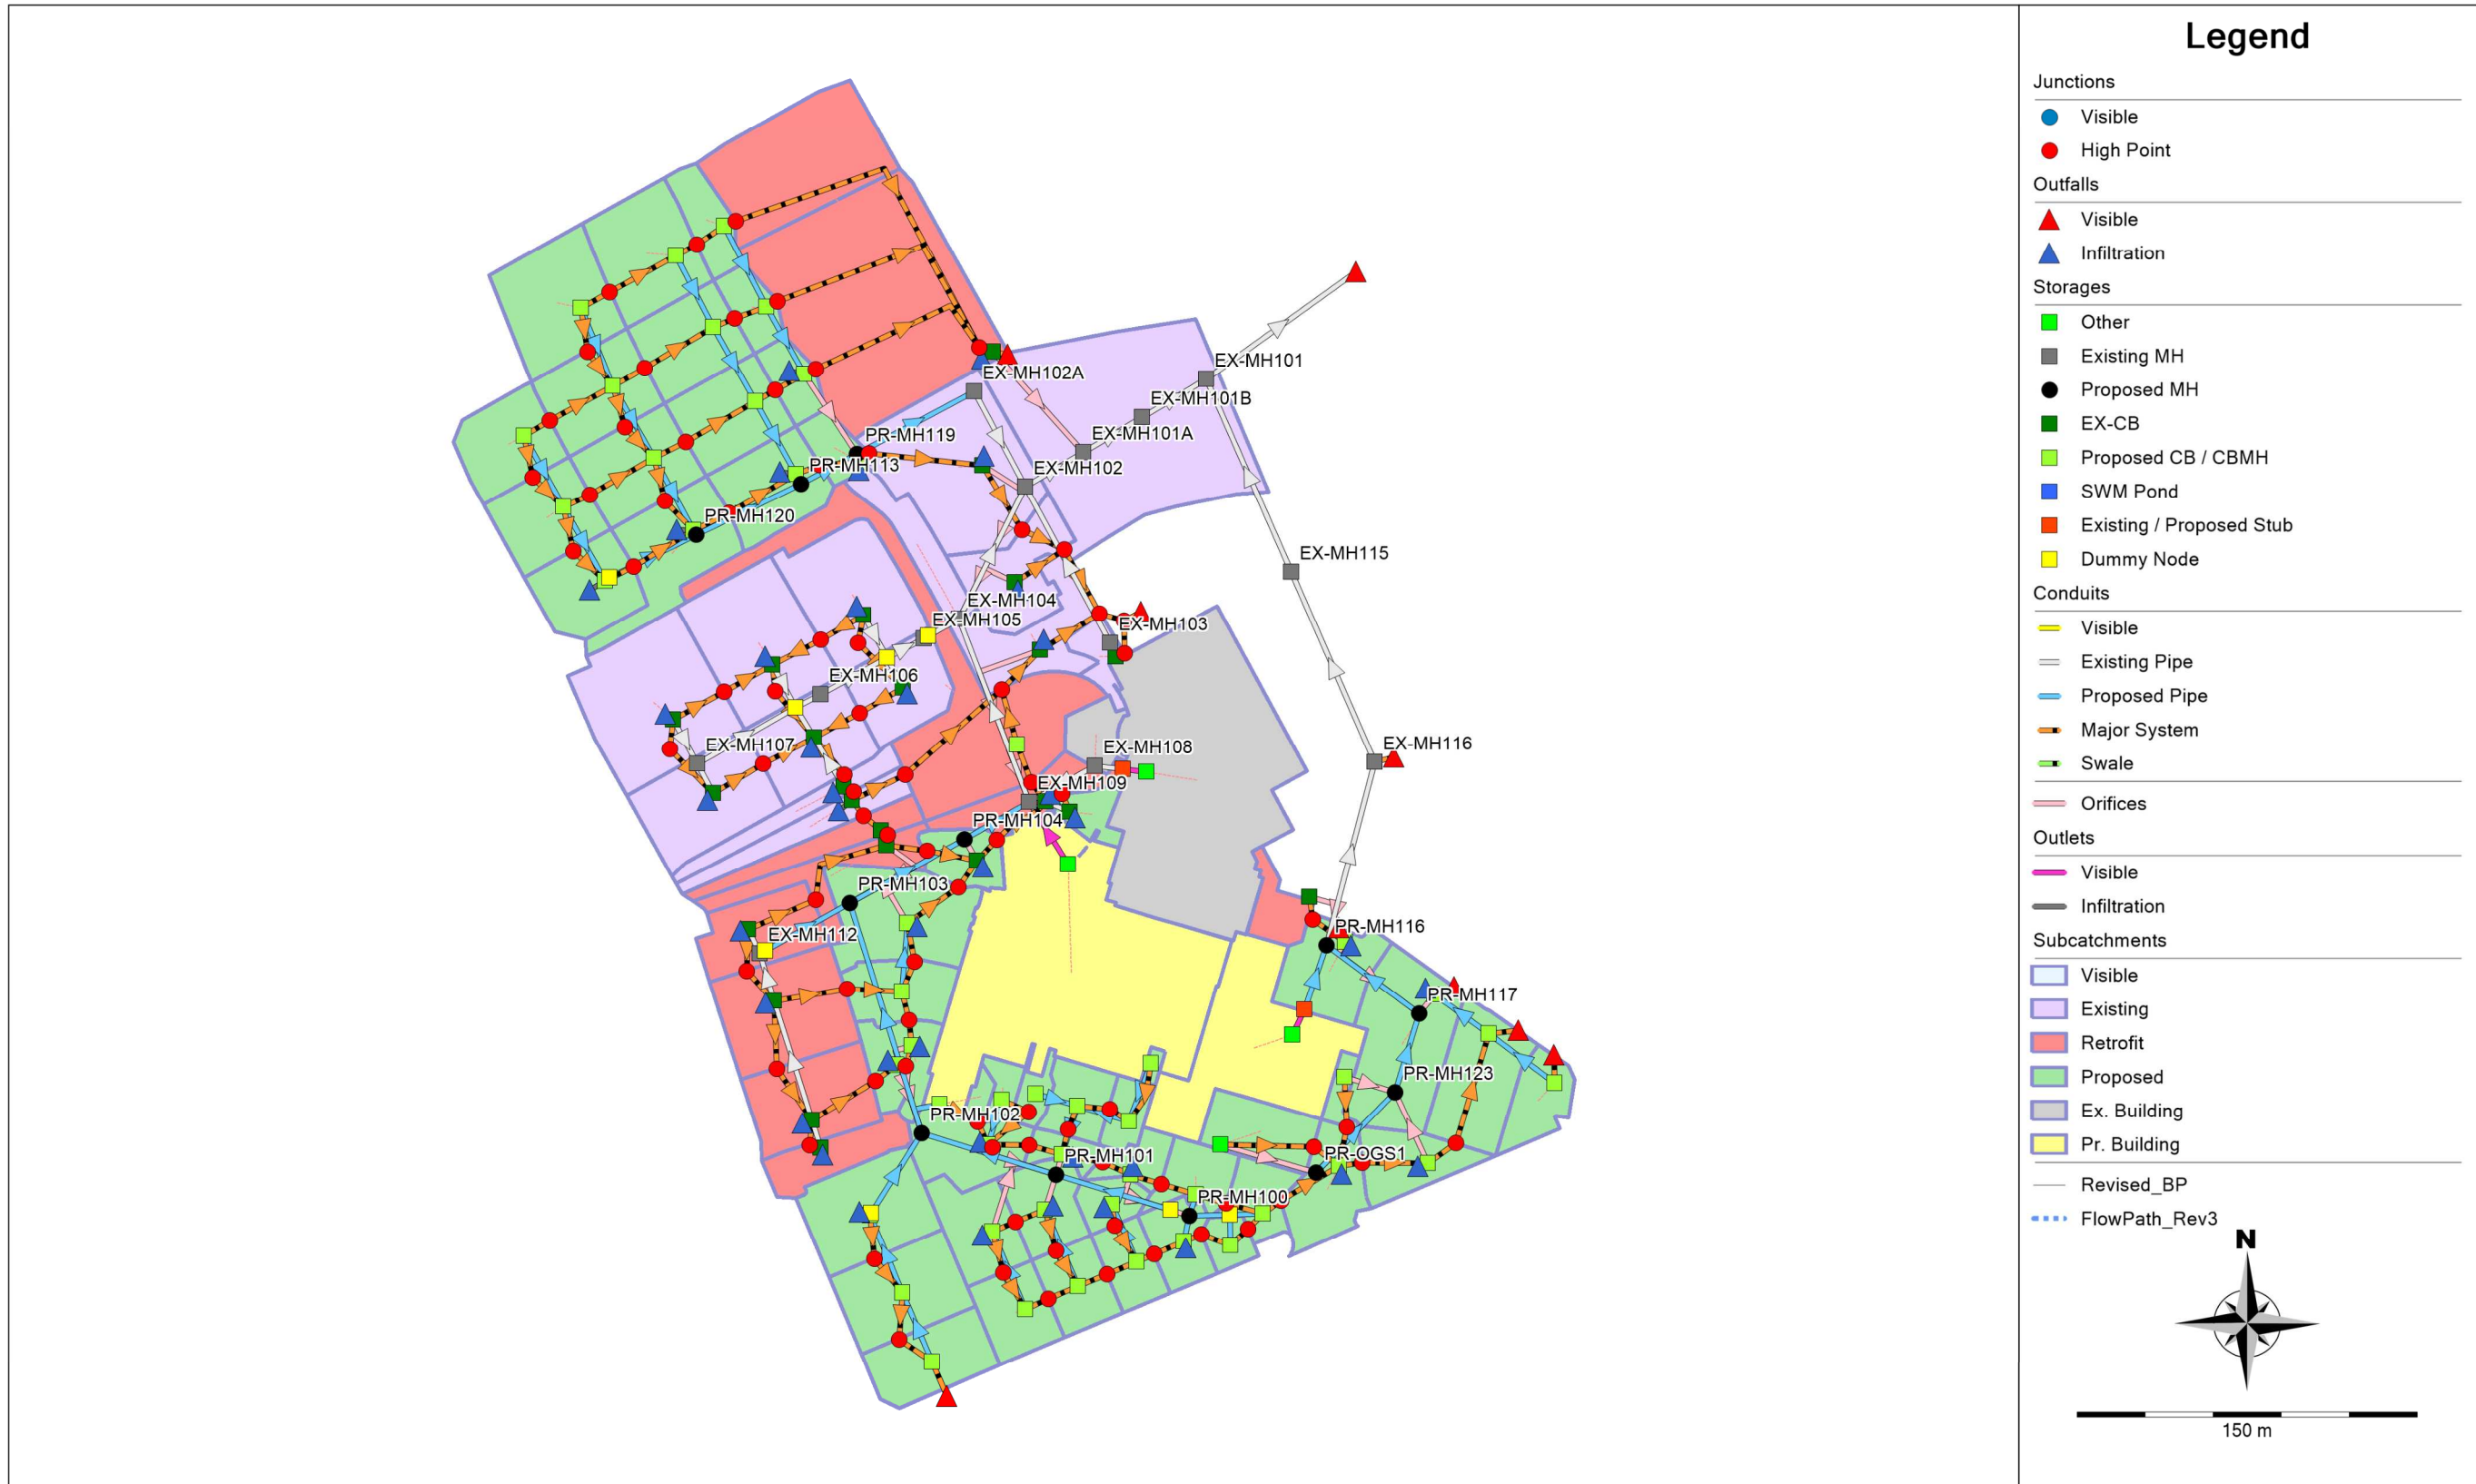 Legend
Junctions
Visible
High Point
Outfalls
Visible
Infiltration
Storages
Other
Existing MH
Proposed MH
EX-CB
Proposed CB / CBMH
SWM Pond
Existing / Proposed Stub
Dummy Node
Conduits
Visible
Existing Pipe
Proposed Pipe
Major System
Swale
Orifices
Outlets
Visible
Infiltration
Subcatchments
Visible
Existing
Retrofit
Proposed
Ex. Building
Pr. Building
Revised_BP
FlowPath_Rev3
N
150 m
EX-MH101
EX-MH102A
EX-MH101B
EX-MH101A
PR-MH119
PR-MH113
EX-MH102
PR-MH120
EX-MH115
EX-MH104
EX-MH105
EX-MH103
EX-MH106
EX-MH107
EX-MH108
EX-MH116
EX-MH109
PR-MH104
PR-MH103
EX-MH112
PR-MH116
PR-MH117
PR-MH123
PR-MH102
PR-MH101
PR-OGS1
PR-MH100